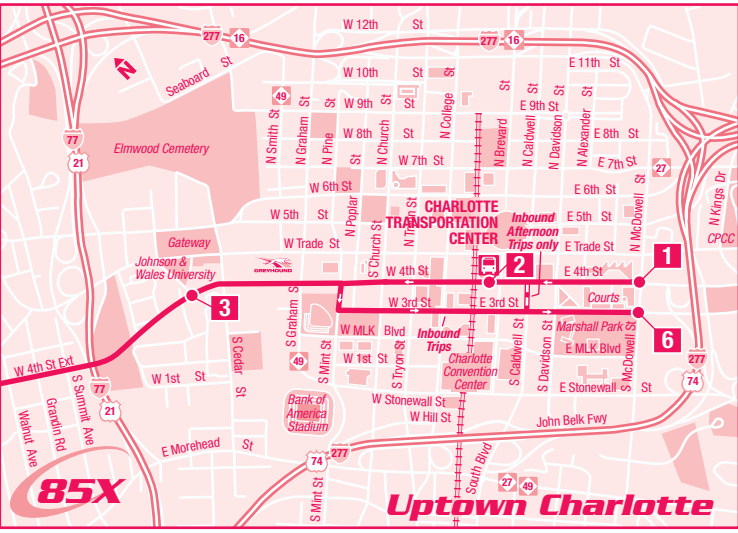 W 12th St
277
16
277
16
E 11th St
N
Seaboard St
W 10th St
49
W 9th St
E 9th St
N Smith St
N Graham St
N Pine
N Church St
N College St
N Brevard St
N Caldwell St
N Davidson St
N Alexander St
77
21
Elmwood Cemetery
W 8th St
E 8th St
W 7th St
E 7th St
27
W 6th St
E 6th St
N Poplar St
N Tryon St
CHARLOTTE
TRANSPORTATION
CENTER
Inbound
Afternoon
Trips only
N McDowell St
N Kings Dr
W 5th St
E 5th St
CPCC
Gateway
W Trade St
E Trade St
Johnson &
Wales University
GREYHOUND
S Church St
W 4th St
2
E 4th St
1
3
W 3rd St
E 3rd St
Courts
6
S Graham St
S Mint St
W MLK Blvd
Inbound
Trips
Marshall Park
E MLK Blvd
W 4th St Ext
S Cedar St
49
W 1st St
S Tryon St
Charlotte
Convention
Center
S Caldwell St
S Davidson St
S McDowell St
277
74
W 1st St
77
21
Bank of
America
Stadium
W Stonewall St
E Stonewall St
W Hill St
John Belk Fwy
Walnut Ave
Grandin Rd
S Summit Ave
E Morehead St
277
74
S Mint St
South Blvd
27
49
85X
Uptown Charlotte